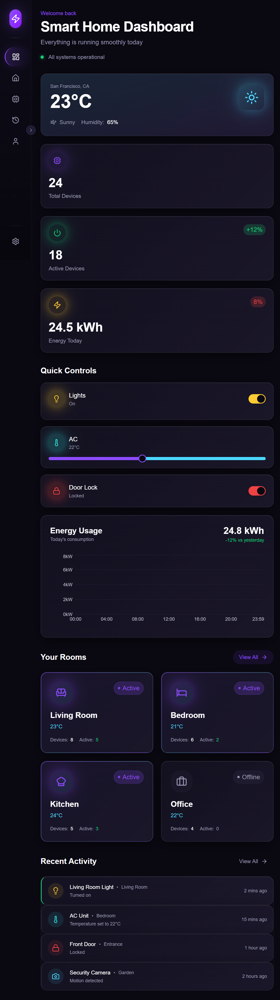 Welcome back
Smart Home Dashboard
Everything is running smoothly today
All systems operational
San Francisco, CA
23°C
Sunny Humidity: 65%
24
Total Devices
+12%
18
Active Devices
8%
24.5 kWh
Energy Today
Quick Controls
Lights
On
AC
22°C
Door Lock
Locked
Energy Usage
24.8 kWh
Today's consumption
-12% vs yesterday
8kW
6kW
4kW
2kW
0kW
00:00 04:00 08:00 12:00 16:00 20:00 23:59
Your Rooms
View All
Active
Living Room
23°C
Devices: 8 Active: 5
Active
Bedroom
21°C
Devices: 6 Active: 2
Active
Kitchen
24°C
Devices: 5 Active: 3
Offline
Office
22°C
Devices: 4 Active: 0
Recent Activity
View All
Living Room Light • Living Room
Turned on
2 mins ago
AC Unit • Bedroom
Temperature set to 22°C
15 mins ago
Front Door • Entrance
Locked
1 hour ago
Security Camera • Garden
Motion detected
2 hours ago